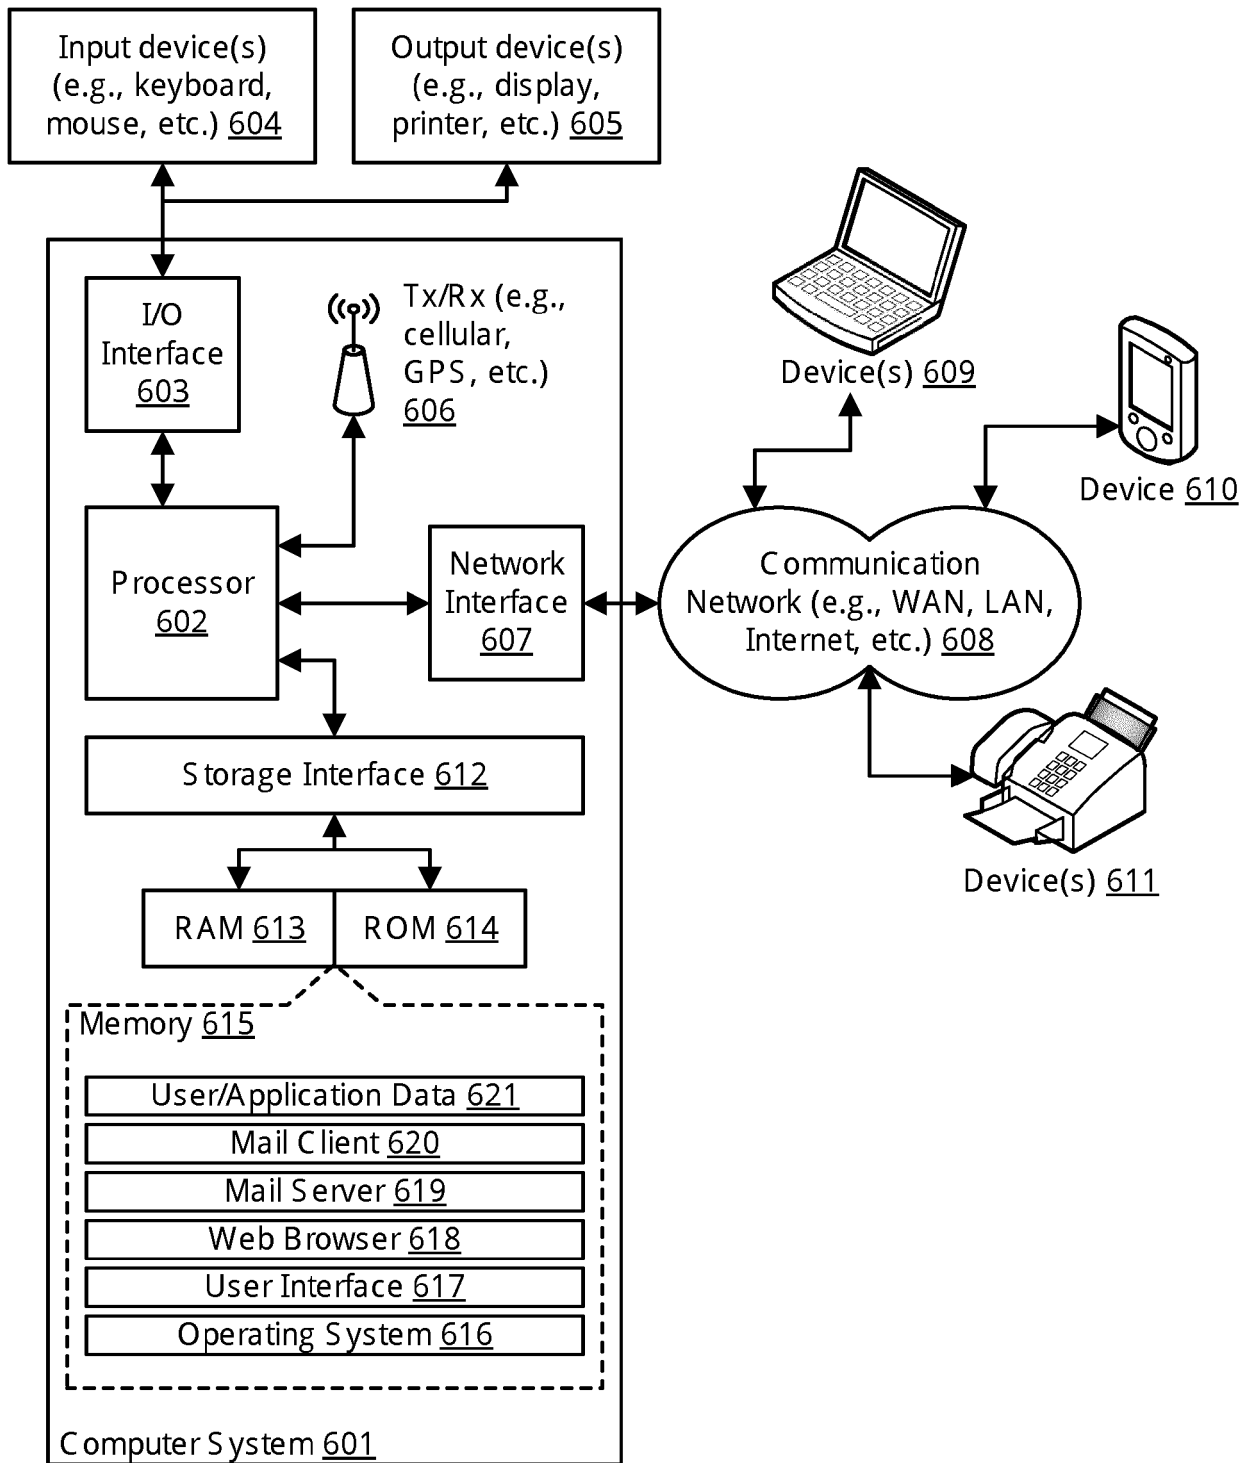 Input device(s)
(e.g., keyboard,
mouse, etc.) 604
Output device(s)
(e.g., display,
printer, etc.) 605
I/O
Interface
603
Tx/Rx (e.g.,
cellular,
GPS, etc.)
606
Device(s) 609
Device 610
Processor
602
Network
Interface
607
Communication
Network (e.g., WAN, LAN,
Internet, etc.) 608
Storage Interface 612
Device(s) 611
RAM 613
ROM 614
Memory 615
User/Application Data 621
Mail Client 620
Mail Server 619
Web Browser 618
User Interface 617
Operating System 616
Computer System 601